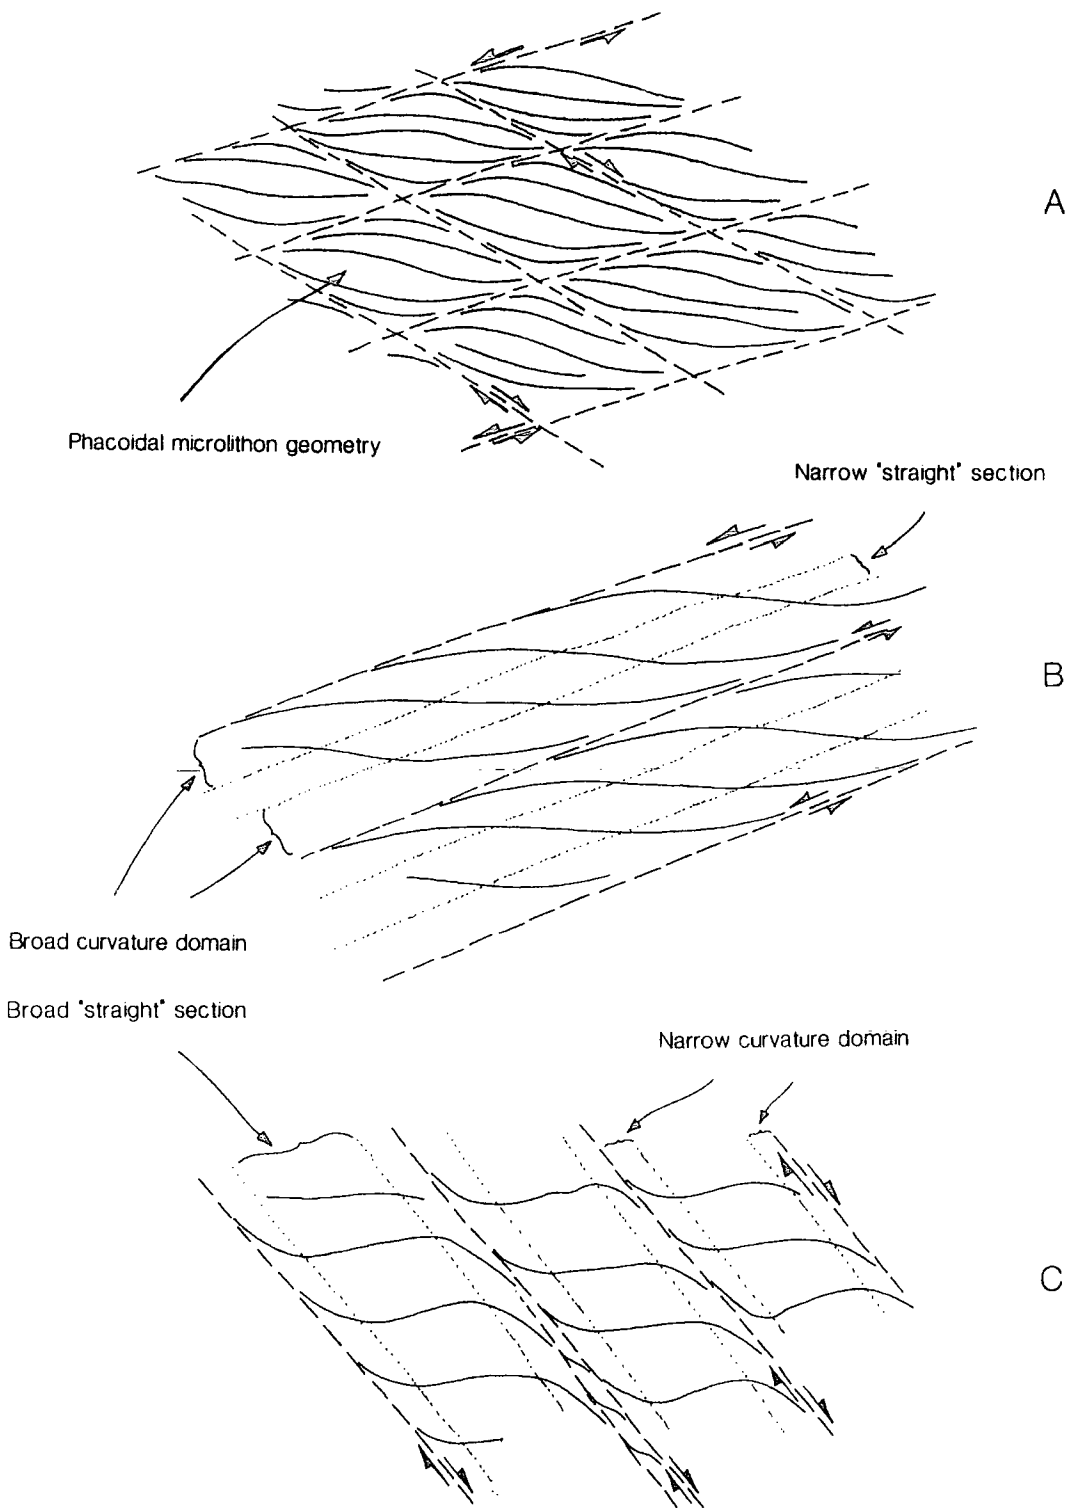 A
Phacoidal microlithon geometry
Narrow "straight" section
B
Broad curvature domain
Broad "straight" section
Narrow curvature domain
C